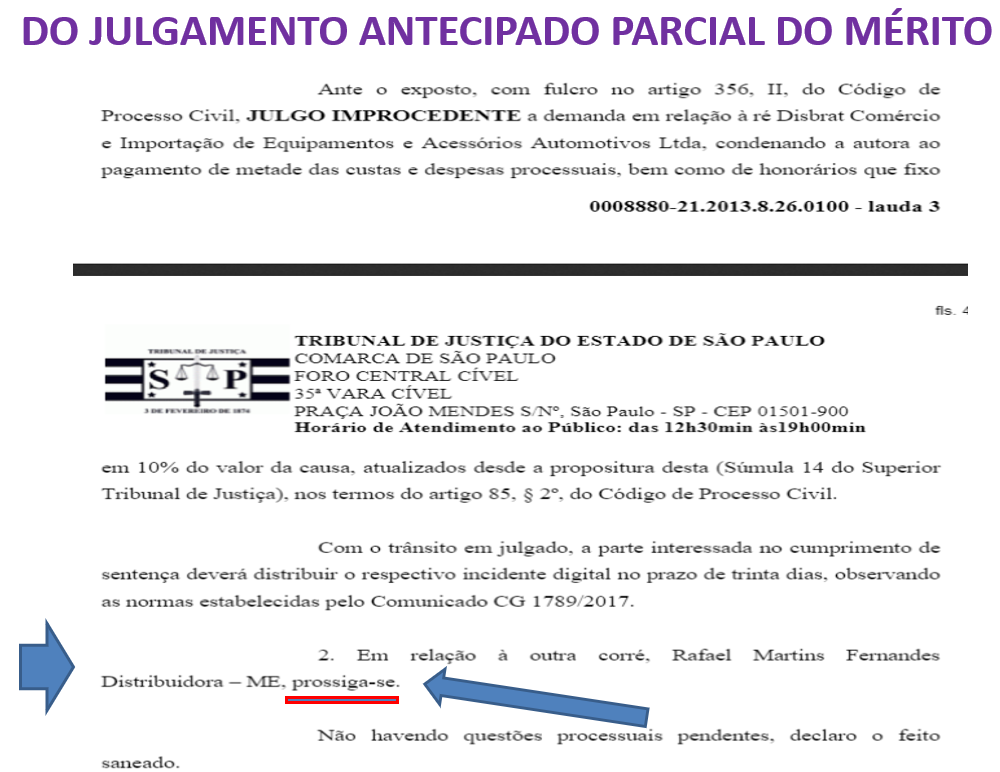 DO JULGAMENTO ANTECIPADO PARCIAL DO MÉRITO
Ante o exposto, com fulcro no artigo 356, II, do Código de
Processo Civil, JULGO IMPROCEDENTE a demanda em relação à ré Disbrat Comércio
e Importação de Equipamentos e Acessórios Automotivos Ltda, condenando a autora ao
pagamento de metade das custas e despesas processuais, bem como de honorários que fixo
0008880-21.2013.8.26.0100 - lauda 3
fls. 4
TRIBUNAL DE JUSTIÇA
S P
3 DE FEVEREIRO DE 1874
TRIBUNAL DE JUSTIÇA DO ESTADO DE SÃO PAULO
COMARCA DE SÃO PAULO
FORO CENTRAL CÍVEL
35ª VARA CÍVEL
PRAÇA JOÃO MENDES S/Nº, São Paulo - SP - CEP 01501-900
Horário de Atendimento ao Público: das 12h30min às19h00min
em 10% do valor da causa, atualizados desde a propositura desta (Súmula 14 do Superior
Tribunal de Justiça), nos termos do artigo 85, § 2º, do Código de Processo Civil.
Com o trânsito em julgado, a parte interessada no cumprimento de
sentença deverá distribuir o respectivo incidente digital no prazo de trinta dias, observando
as normas estabelecidas pelo Comunicado CG 1789/2017.
2. Em relação à outra corré, Rafael Martins Fernandes
Distribuidora – ME, prossiga-se.
Não havendo questões processuais pendentes, declaro o feito
saneado.